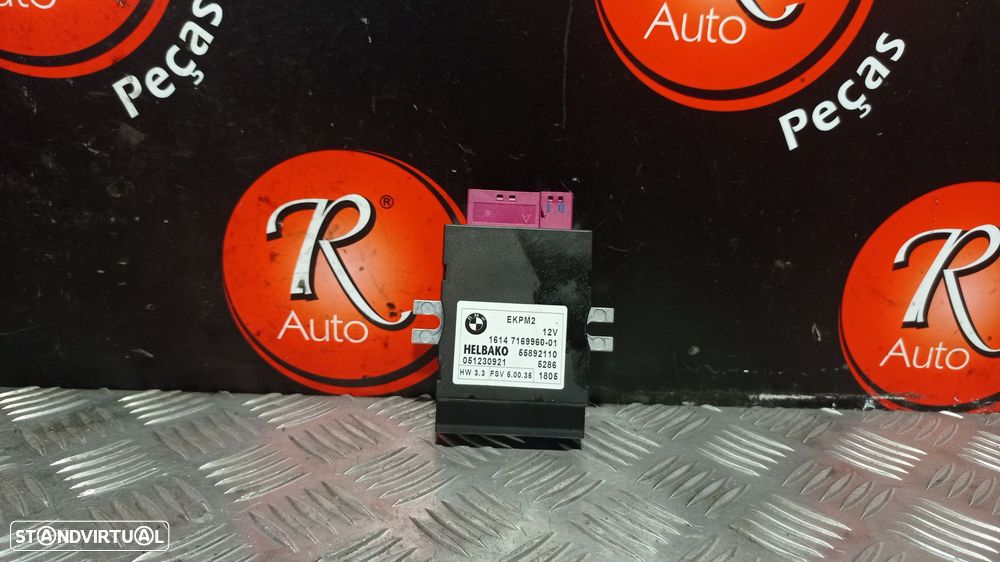 Auto
Peças
Auto
Peças
R®
Auto
R
Auto
EKPM2
12V
1614 7169960-01
HELBAKO 55892110
051230921 5286
HW 3.3 FSV 5.00.35 1805
STANDVIRTUAL